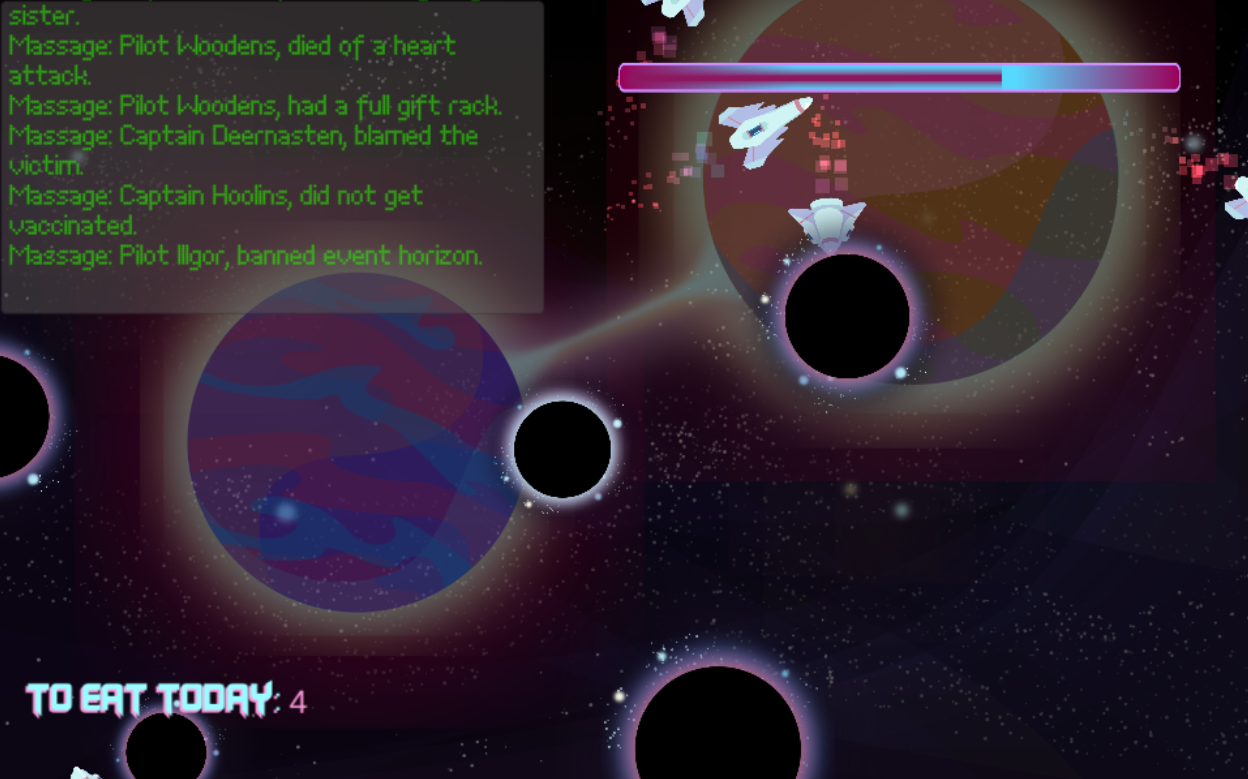 sister.
Massage: Pilot Woodens, died of a heart
attack.
Massage: Pilot Woodens, had a full gift rack.
Massage: Captain Deernasten, blamed the
victim.
Massage: Captain Hoolins, did not get
vaccinated.
Massage: Pilot Illgor, banned event horizon.
TO EAT TODAY: 4